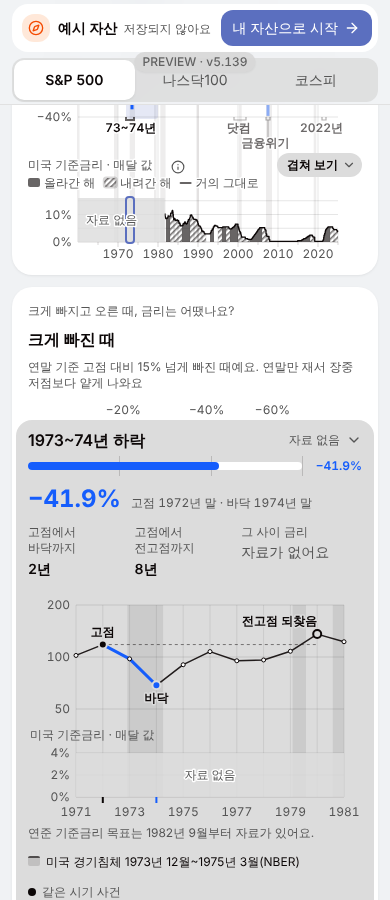 예시 자산 저장되지 않아요 내 자산으로 시작 →
PREVIEW · v5.139
S&P 500 나스닥100 코스피
−40%
73~74년 닷컴 2022년
금융위기
미국 기준금리 · 매달 값 겹쳐 보기
올라간 해 내려간 해 거의 그대로
10%
자료 없음
0%
1970 1980 1990 2000 2010 2020
크게 빠지고 오른 때, 금리는 어땠나요?
크게 빠진 때
연말 기준 고점 대비 15% 넘게 빠진 때예요. 연말만 재서 장중
저점보다 얕게 나와요
−20% −40% −60%
1973~74년 하락 자료 없음
−41.9%
−41.9% 고점 1972년 말 · 바닥 1974년 말
고점에서 고점에서 그 사이 금리
바닥까지 전고점까지 자료가 없어요
2년 8년
200
고점 전고점 되찾음
100
바닥
50
미국 기준금리 · 매달 값
4%
2% 자료 없음
0%
1971 1973 1975 1977 1979 1981
연준 기준금리 목표는 1982년 9월부터 자료가 있어요.
미국 경기침체 1973년 12월~1975년 3월(NBER)
같은 시기 사건